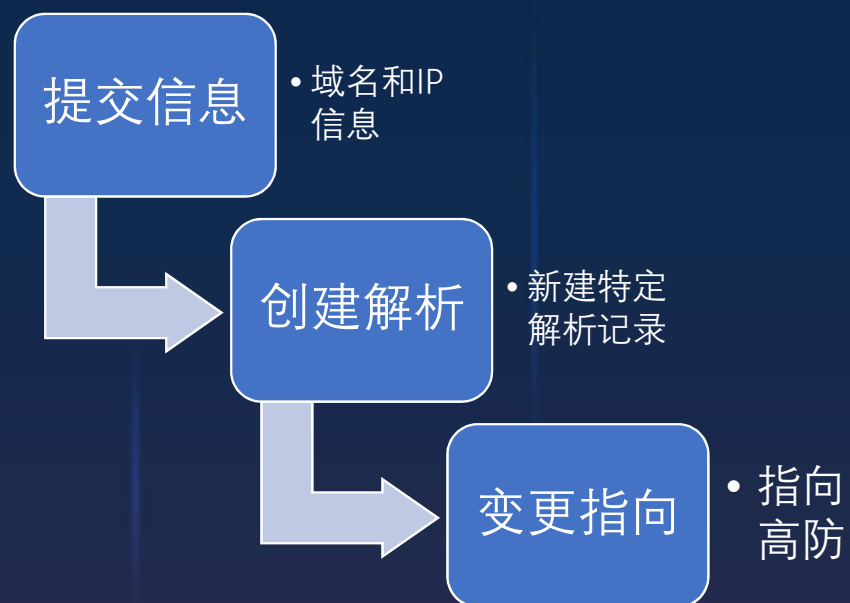 提交信息
• 域名和IP
信息
创建解析
• 新建特定
解析记录
变更指向
• 指向
高防